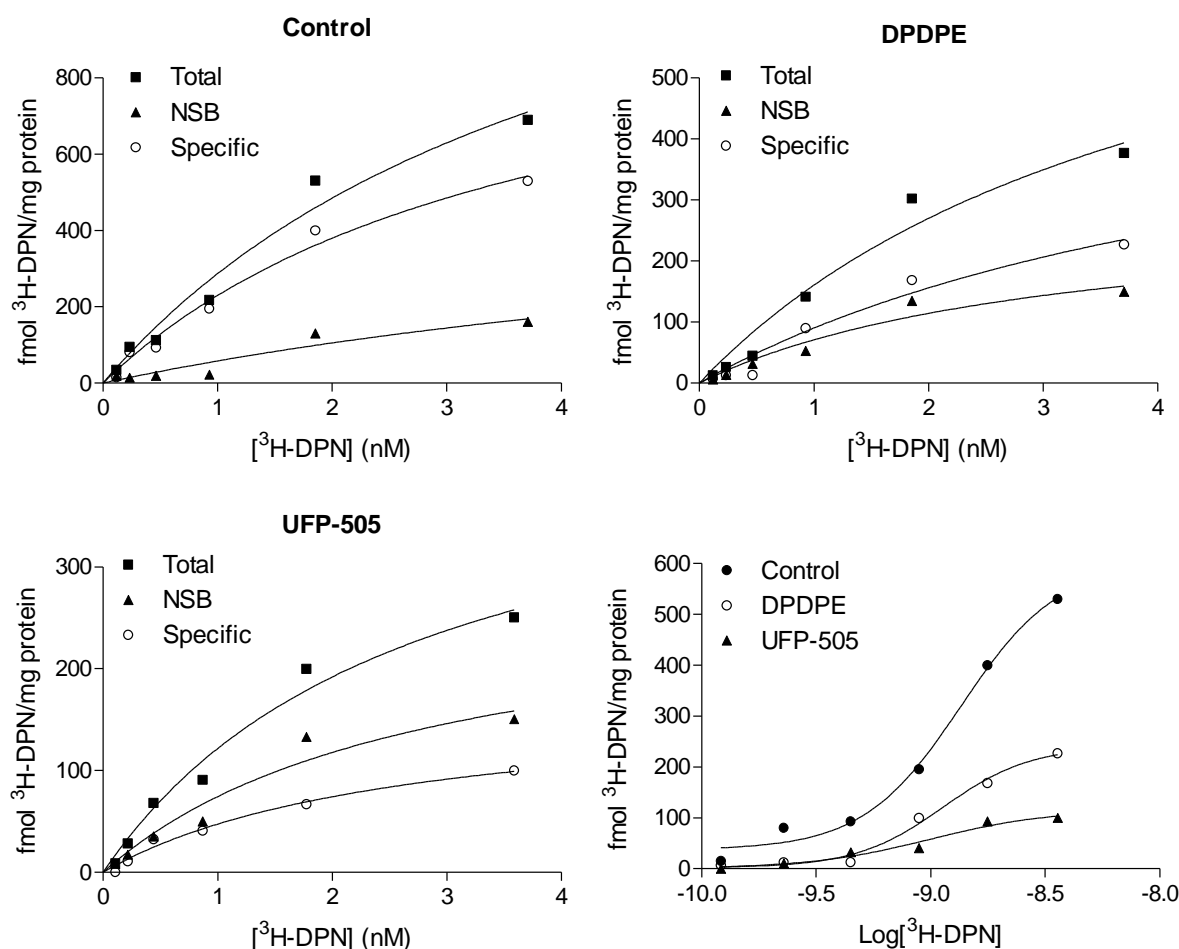 Control
Total
NSB
Specific
800
600
400
200
0
0 1 2 3 4
fmol ³H-DPN/mg protein
[³H-DPN] (nM)
DPDPE
Total
NSB
Specific
500
400
300
200
100
0
0 1 2 3 4
fmol ³H-DPN/mg protein
[³H-DPN] (nM)
UFP-505
Total
NSB
Specific
300
200
100
0
0 1 2 3 4
fmol ³H-DPN/mg protein
[³H-DPN] (nM)
Control
DPDPE
UFP-505
600
500
400
300
200
100
0
-10.0 -9.5 -9.0 -8.5 -8.0
fmol ³H-DPN/mg protein
Log[³H-DPN]